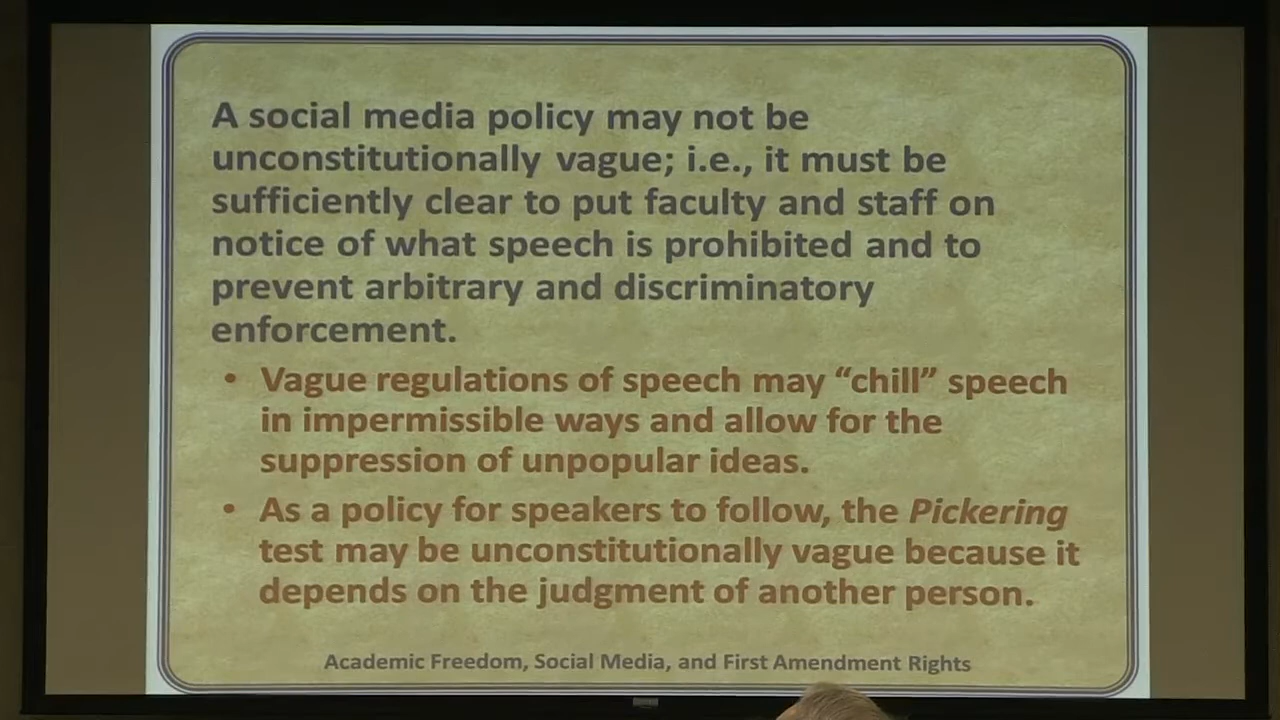 A social media policy may not be
unconstitutionally vague; i.e., it must be
sufficiently clear to put faculty and staff on
notice of what speech is prohibited and to
prevent arbitrary and discriminatory
enforcement.
• Vague regulations of speech may “chill” speech
in impermissible ways and allow for the
suppression of unpopular ideas.
• As a policy for speakers to follow, the Pickering
test may be unconstitutionally vague because it
depends on the judgment of another person.
Academic Freedom, Social Media, and First Amendment Rights